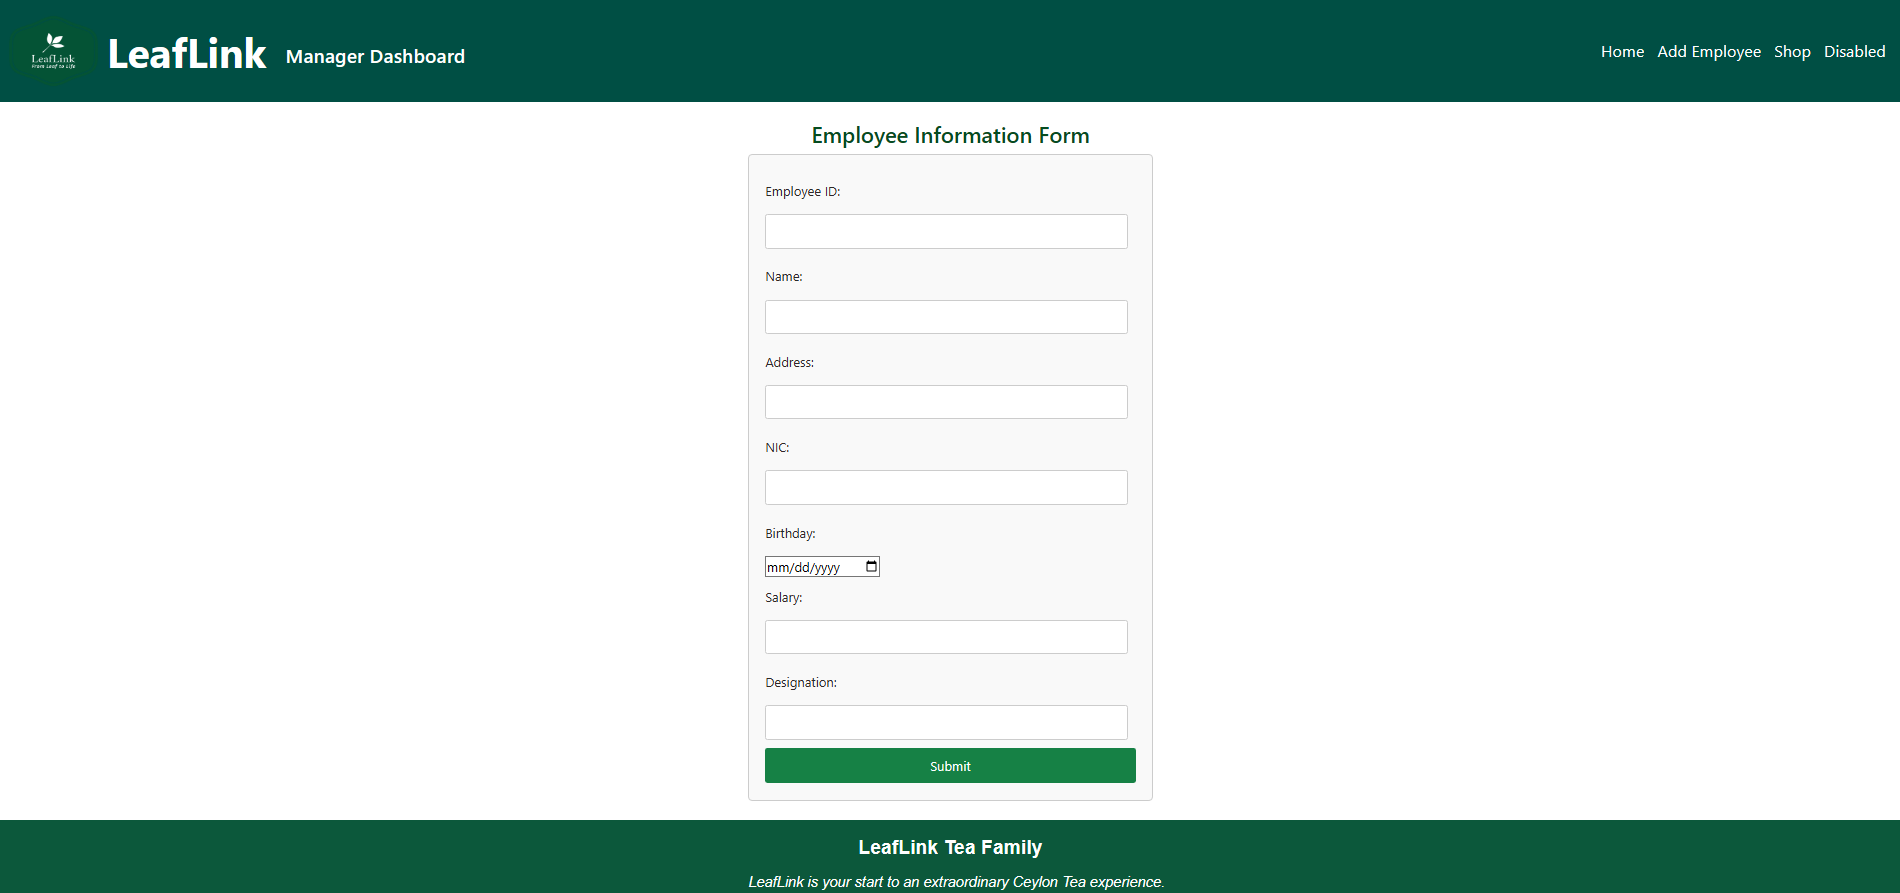 LeafLink
From Leaf to Life
LeafLink Manager Dashboard
Home Add Employee Shop Disabled
Employee Information Form
Employee ID:
Name:
Address:
NIC:
Birthday:
mm/dd/yyyy
Salary:
Designation:
Submit
LeafLink Tea Family
LeafLink is your start to an extraordinary Ceylon Tea experience.